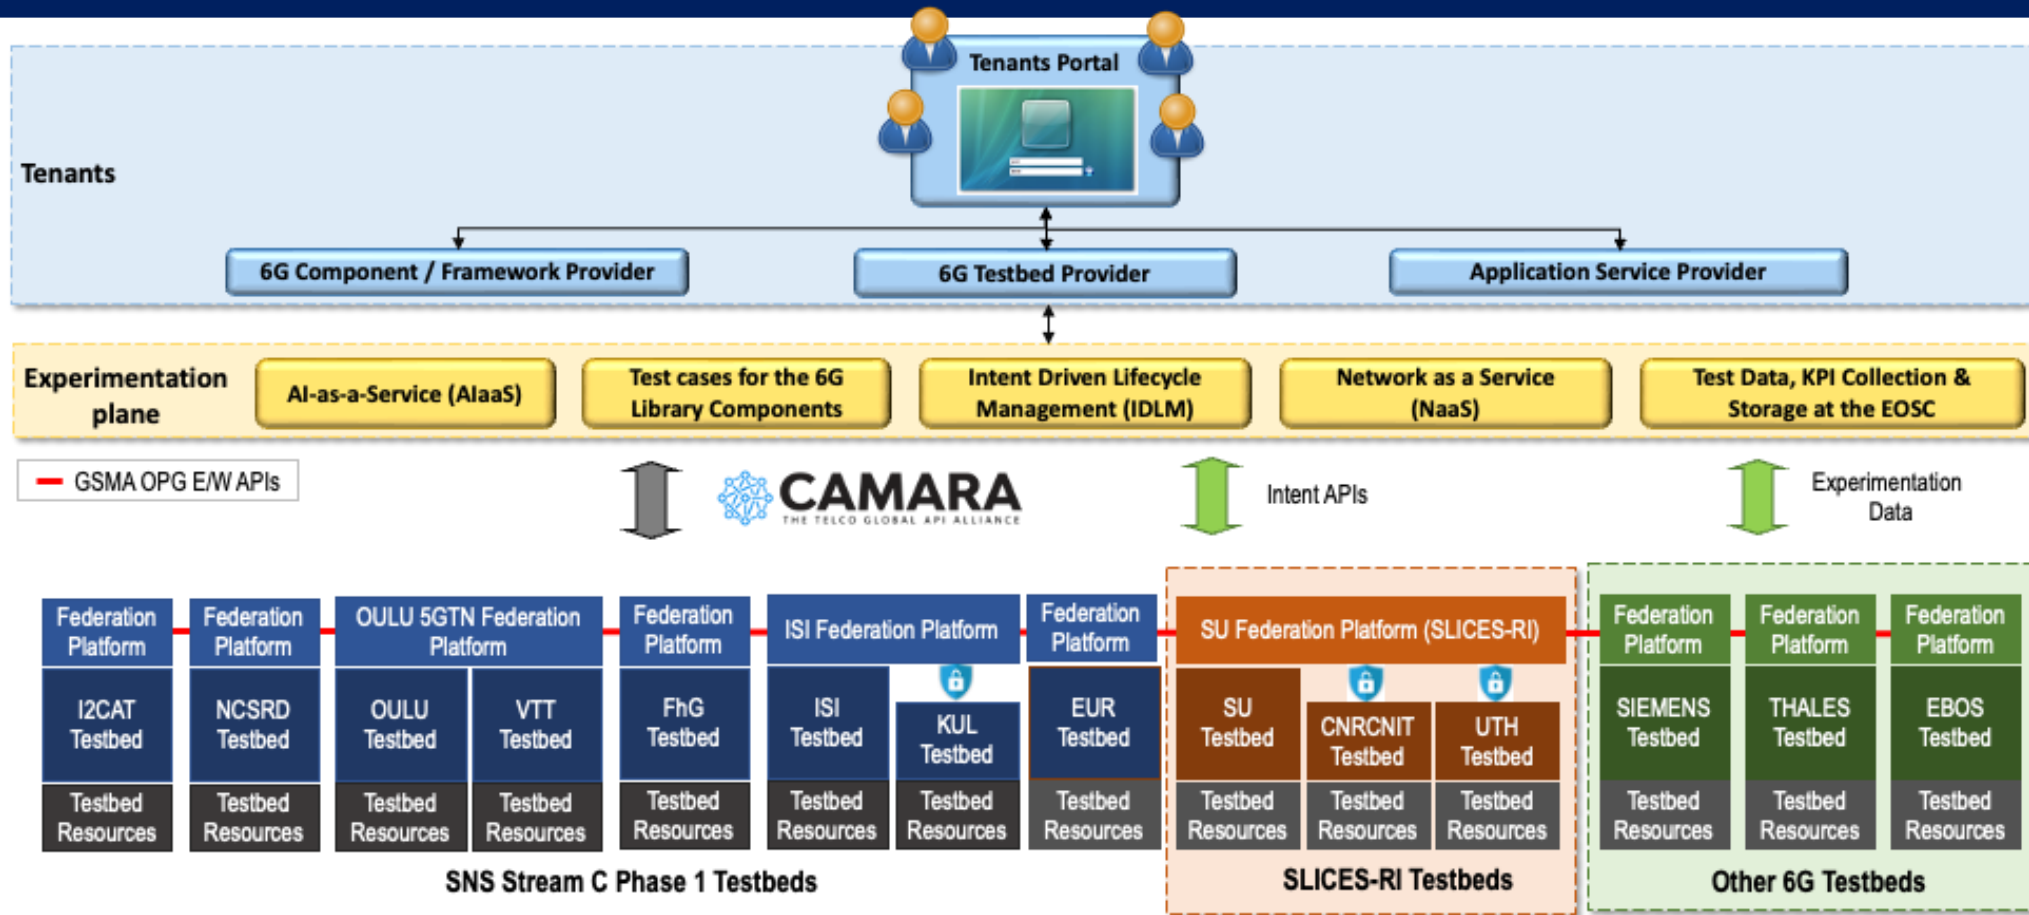 Tenants Portal
Tenants
6G Component / Framework Provider
6G Testbed Provider
Application Service Provider
Experimentation
plane
AI-as-a-Service (AIaaS)
Test cases for the 6G
Library Components
Intent Driven Lifecycle
Management (IDLM)
Network as a Service
(NaaS)
Test Data, KPI Collection &
Storage at the EOSC
GSMA OPG E/W APIs
CAMARA
THE TELCO GLOBAL API ALLIANCE
Intent APIs
Experimentation
Data
Federation
Platform
Federation
Platform
OULU 5GTN Federation
Platform
Federation
Platform
ISI Federation Platform
Federation
Platform
SU Federation Platform (SLICES-RI)
Federation
Platform
Federation
Platform
Federation
Platform
I2CAT
Testbed
NCSRD
Testbed
OULU
Testbed
VTT
Testbed
FhG
Testbed
ISI
Testbed
KUL
Testbed
EUR
Testbed
SU
Testbed
CNRCNIT
Testbed
UTH
Testbed
SIEMENS
Testbed
THALES
Testbed
EBOS
Testbed
Testbed
Resources
Testbed
Resources
Testbed
Resources
Testbed
Resources
Testbed
Resources
Testbed
Resources
Testbed
Resources
Testbed
Resources
Testbed
Resources
Testbed
Resources
Testbed
Resources
Testbed
Resources
Testbed
Resources
Testbed
Resources
SNS Stream C Phase 1 Testbeds
SLICES-RI Testbeds
Other 6G Testbeds